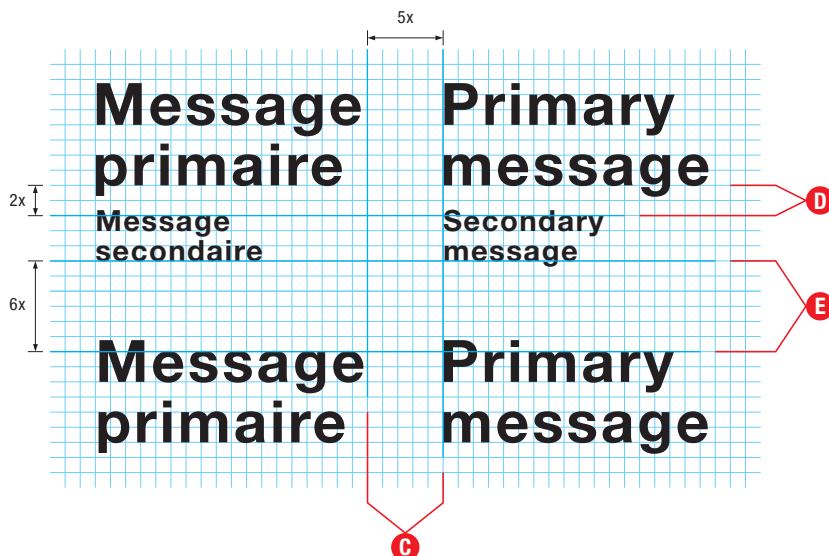 5x
Message
primaire
Primary
message
D
2x
Message
secondaire
Secondary
message
E
6x
Message
primaire
Primary
message
C